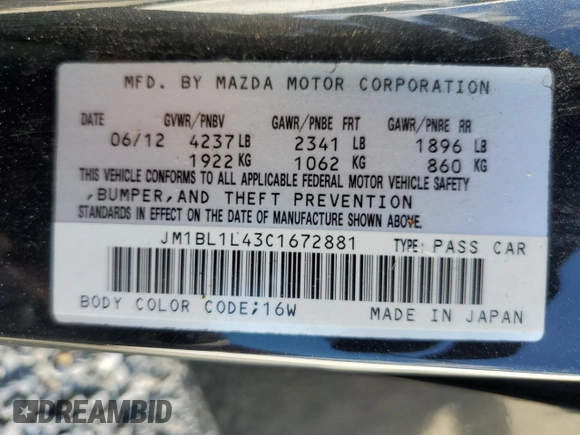 MFD. BY MAZDA MOTOR CORPORATION
DATE GVWR/PNBV GAWR/PNBE FRT GAWR/PNRE RR
06/12 4237 LB 2341 LB 1896 LB
1922 KG 1062 KG 860 KG
THIS VEHICLE CONFORMS TO ALL APPLICABLE FEDERAL MOTOR VEHICLE SAFETY
,BUMPER,AND THEFT PREVENTION
STANDARDS IN EFFECT ON THE DATE OF MANUFACTURE SHOWN ABOVE.
JM1BL1L43C1672881 TYPE: PASS CAR
BODY COLOR CODE;16W MADE IN JAPAN
DREAMBID